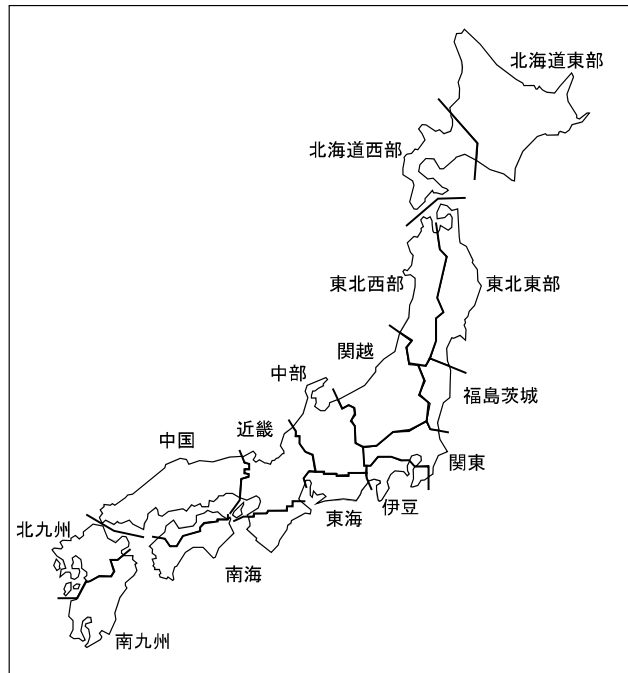 北海道東部
北海道西部
東北西部
東北東部
関越
中部
福島茨城
近畿
中国
関東
伊豆
東海
北九州
南海
南九州